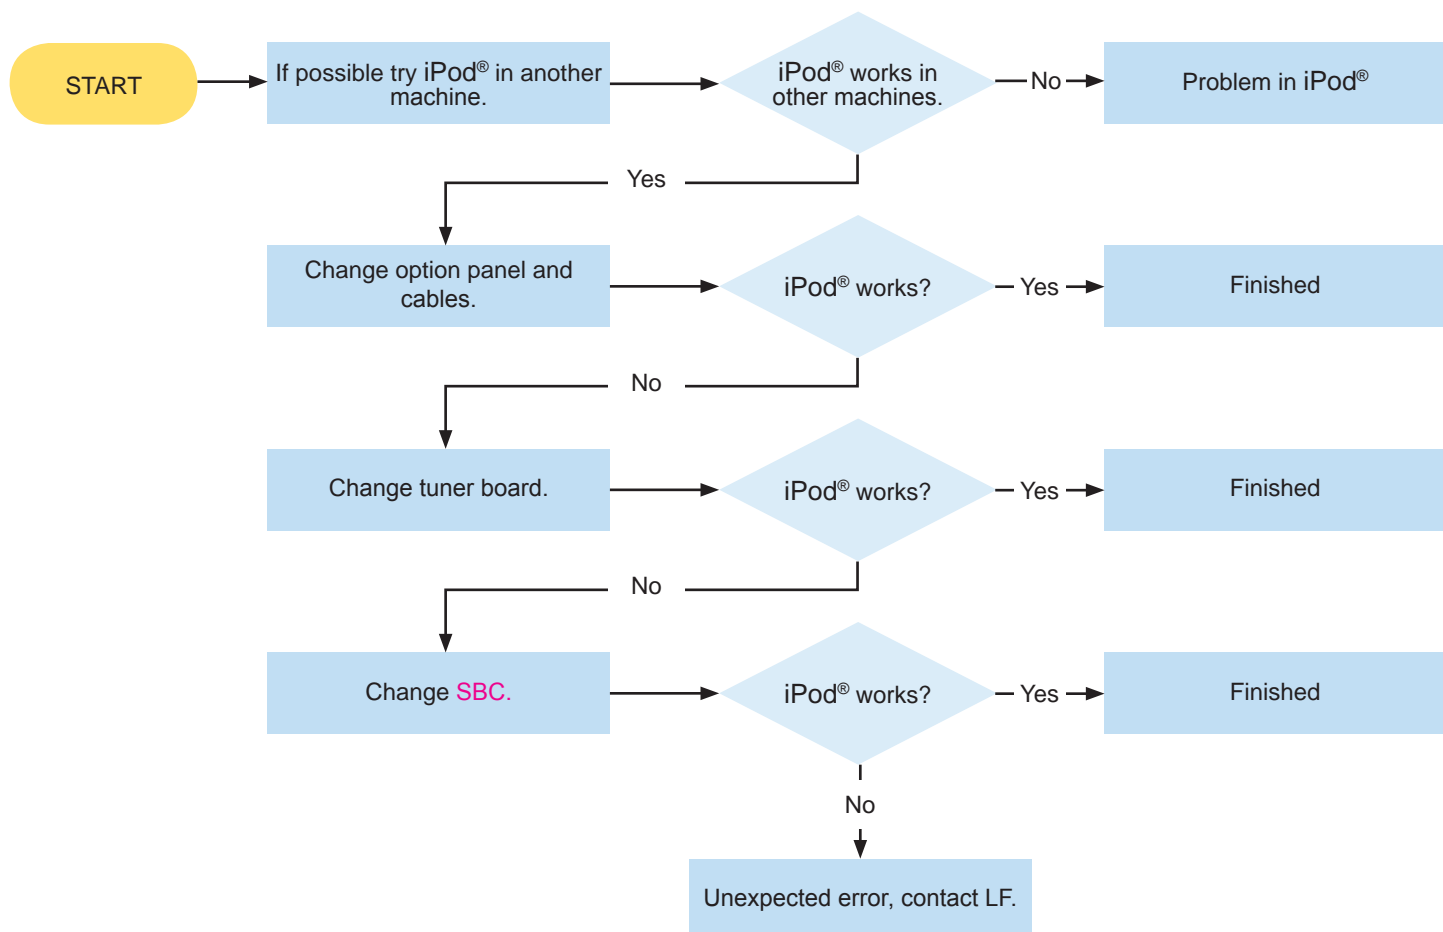 START
If possible try iPod® in another
machine.
iPod® works in
other machines.
No
Problem in iPod®
Yes
Change option panel and
cables.
iPod® works?
Yes
Finished
No
Change tuner board.
iPod® works?
Yes
Finished
No
Change SBC.
iPod® works?
Yes
Finished
No
Unexpected error, contact LF.